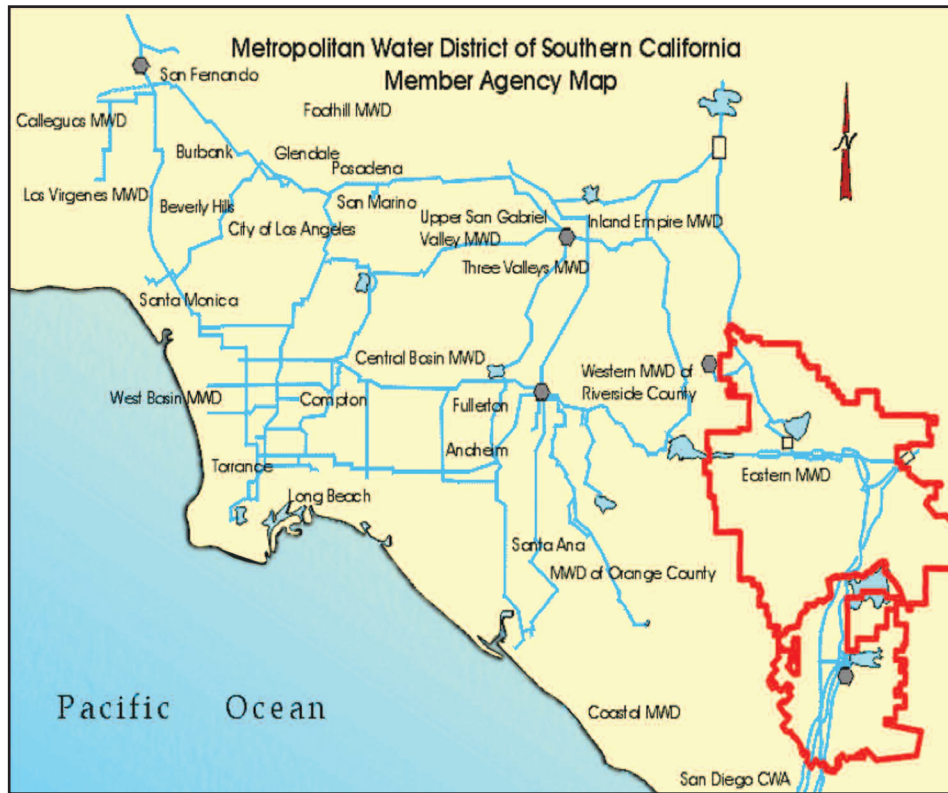 Metropolitan Water District of Southern California
Member Agency Map
San Fernando
Foothill MWD
Calleguas MWD
N
Burbank
Glendale
Pasadena
Las Virgenes MWD
Beverly Hills
San Marino
City of Los Angeles
Upper San Gabriel
Valley MWD
Inland Empire MWD
Three Valleys MWD
Santa Monica
Central Basin MWD
Western MWD of
Riverside County
West Basin MWD
Compton
Fullerton
Anaheim
Torrance
Eastern MWD
Long Beach
Santa Ana
MWD of Orange County
Pacific Ocean
Coastal MWD
San Diego CWA